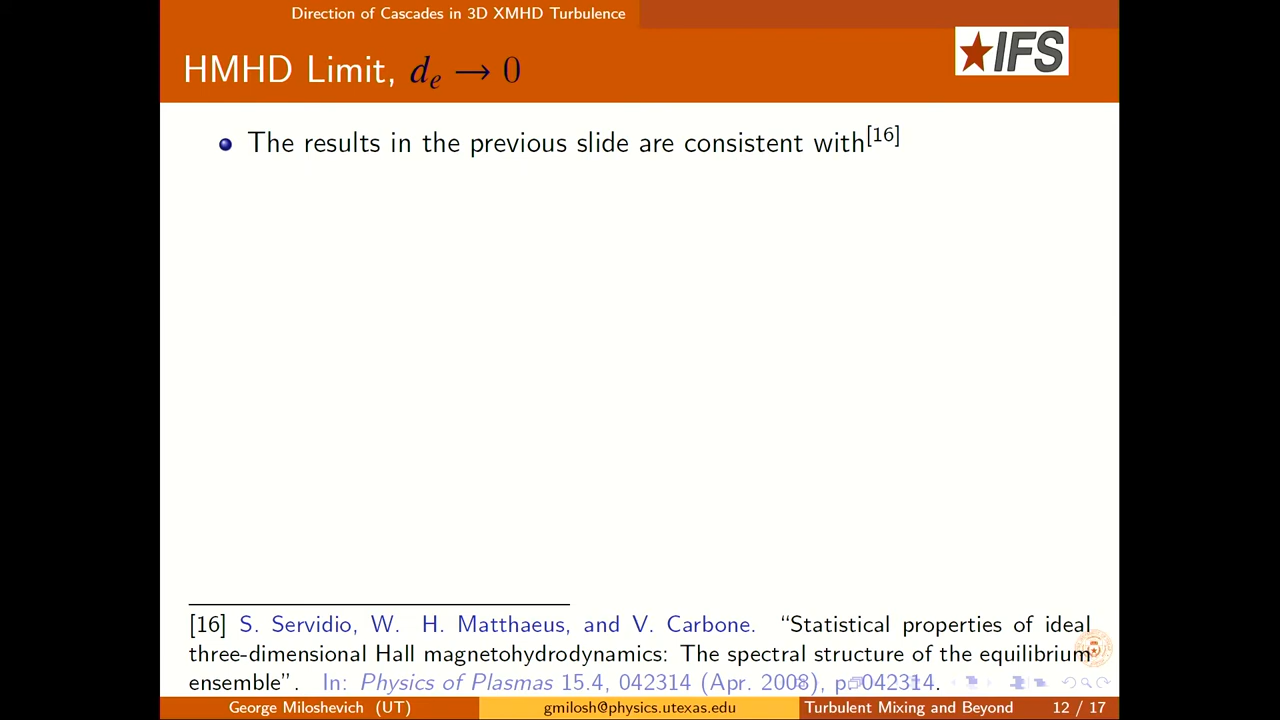 Direction of Cascades in 3D XMHD Turbulence
HMHD Limit, dₑ → 0
IFS
The results in the previous slide are consistent with[16]
[16] S. Servidio, W. H. Matthaeus, and V. Carbone. “Statistical properties of ideal
three-dimensional Hall magnetohydrodynamics: The spectral structure of the equilibrium
ensemble”. In: Physics of Plasmas 15.4, 042314 (Apr. 2008), p. 042314.
George Miloshevich (UT) gmilosh@physics.utexas.edu Turbulent Mixing and Beyond 12 / 17